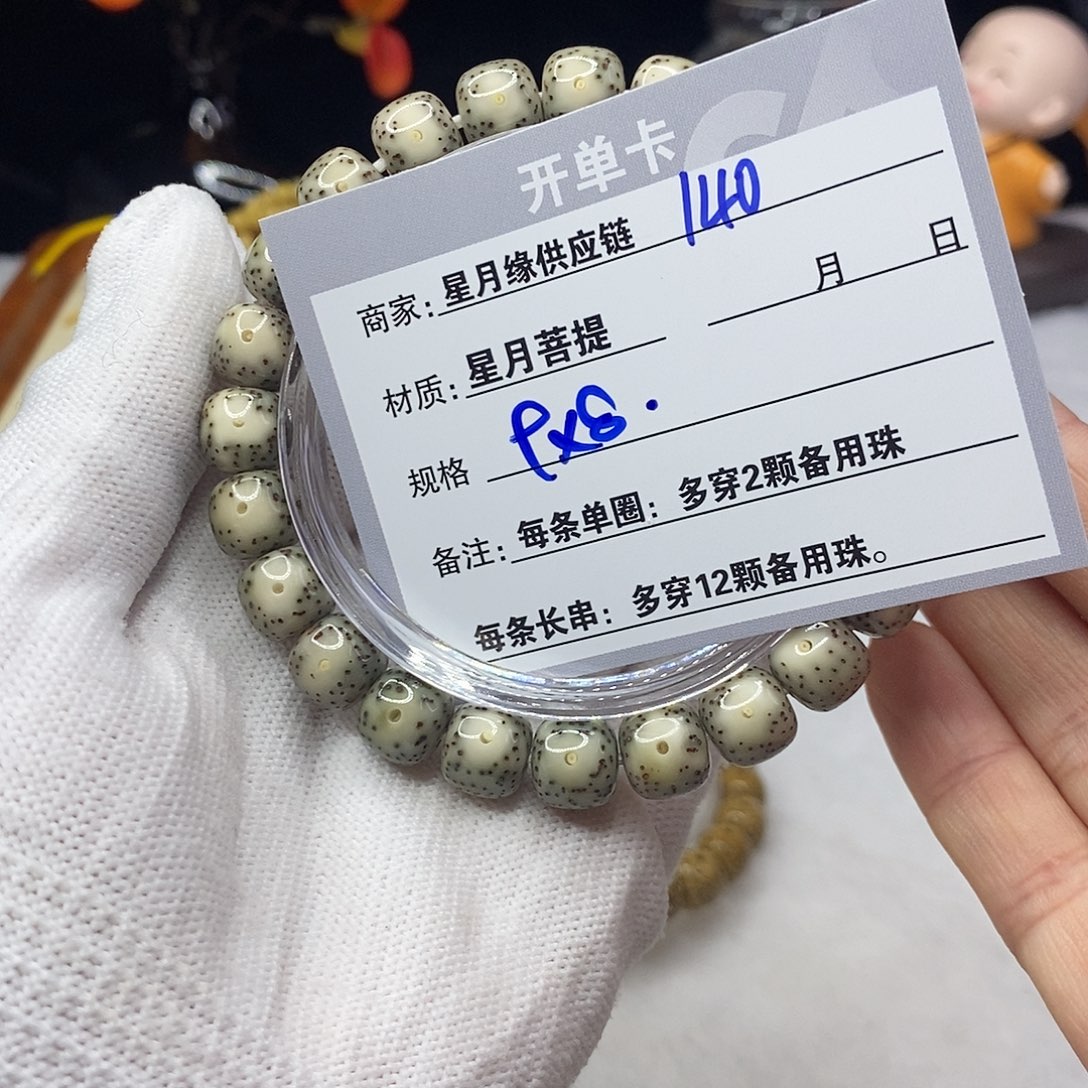 开单卡
商家：星月缘供应链 140
月 日
材质：星月菩提
规格 9x8.
备注：每条单圈：多穿2颗备用珠
每条长串：多穿12颗备用珠。